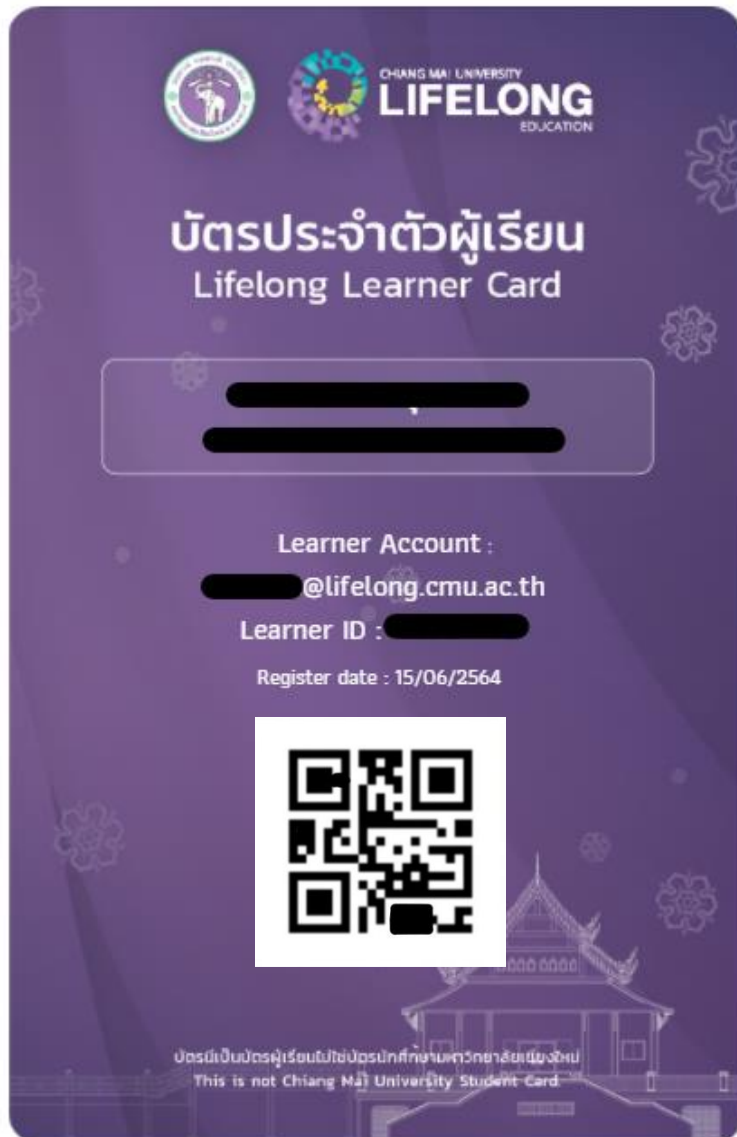 CHIANG MAI UNIVERSITY
LIFELONG
EDUCATION
บัตรประจำตัวผู้เรียน
Lifelong Learner Card
Learner Account :
@lifelong.cmu.ac.th
Learner ID :
Register date : 15/06/2564
บัตรนี้เป็นบัตรผู้เรียนไม่ใช่บัตรนักศึกษามหาวิทยาลัยเชียงใหม่
This is not Chiang Mai University Student Card